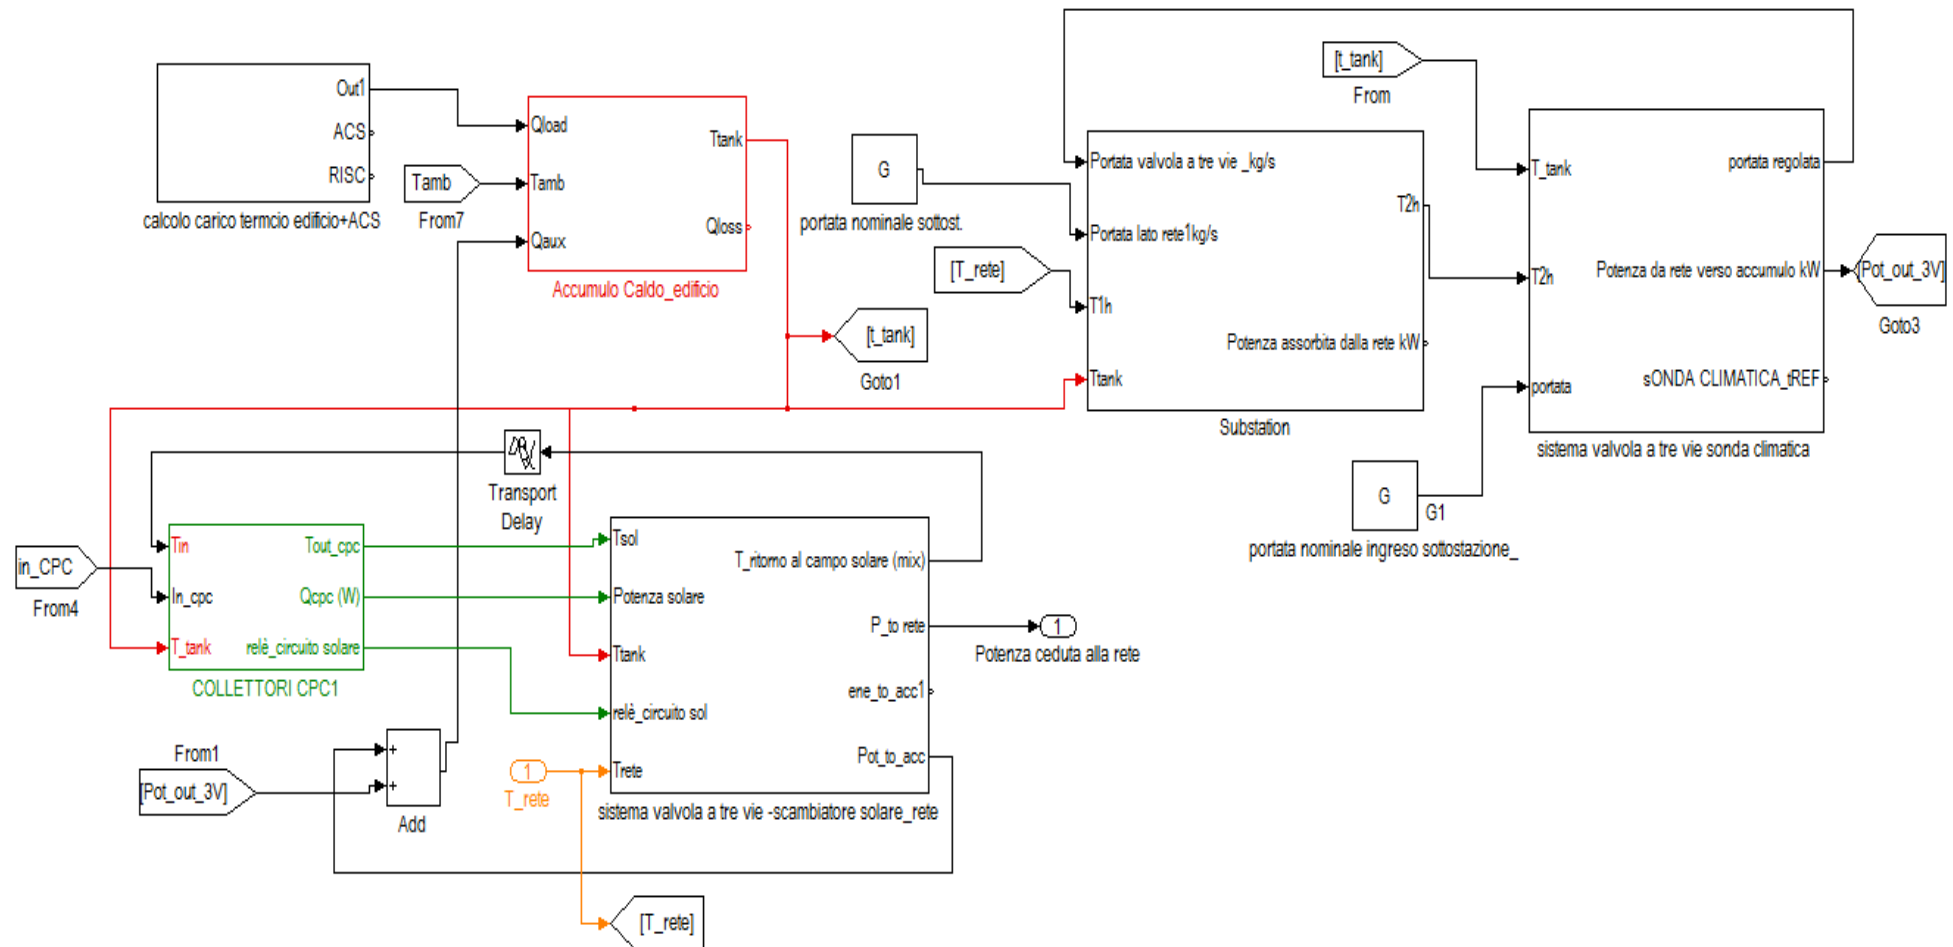 Out1
ACS
RISC
calcolo carico termcio edificio+ACS
Tamb
From7
Qload
Tamb
Qaux
Ttank
Qloss
Accumulo Caldo_edificio
[t_tank]
Goto1
G
portata nominale sottost.
[T_rete]
Portata valvola a tre vie _kg/s
Portata lato rete1kg/s
T1h
Ttank
T2h
Potenza assorbita dalla rete kW
Substation
[t_tank]
From
T_tank
T2h
portata
portata regolata
Potenza da rete verso accumulo kW
sONDA CLIMATICA_tREF
sistema valvola a tre vie sonda climatica
[Pot_out_3V]
Goto3
G
G1
portata nominale ingreso sottostazione_
Transport
Delay
in_CPC
From4
Tin
In_cpc
T_tank
Tout_cpc
Qcpc (W)
relè_circuito solare
COLLETTORI CPC1
Tsol
Potenza solare
Ttank
relè_circuito sol
Trete
T_ritorno al campo solare (mix)
P_to rete
ene_to_acc1
Pot_to_acc
sistema valvola a tre vie -scambiatore solare_rete
1
Potenza ceduta alla rete
From1
[Pot_out_3V]
+
+
Add
1
T_rete
[T_rete]